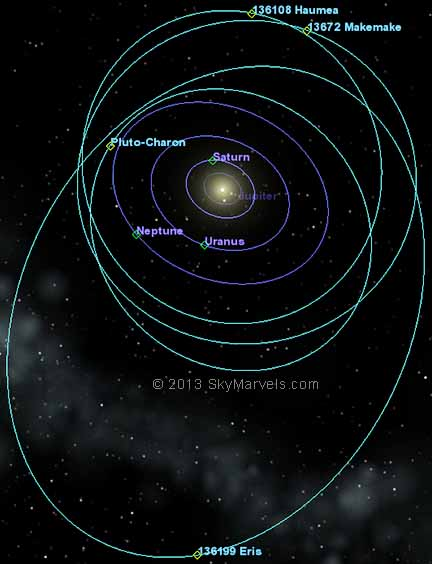 136108 Haumea
13672 Makemake
Pluto-Charon
Saturn
Jupiter
Neptune
Uranus
© 2013 SkyMarvels.com
136199 Eris